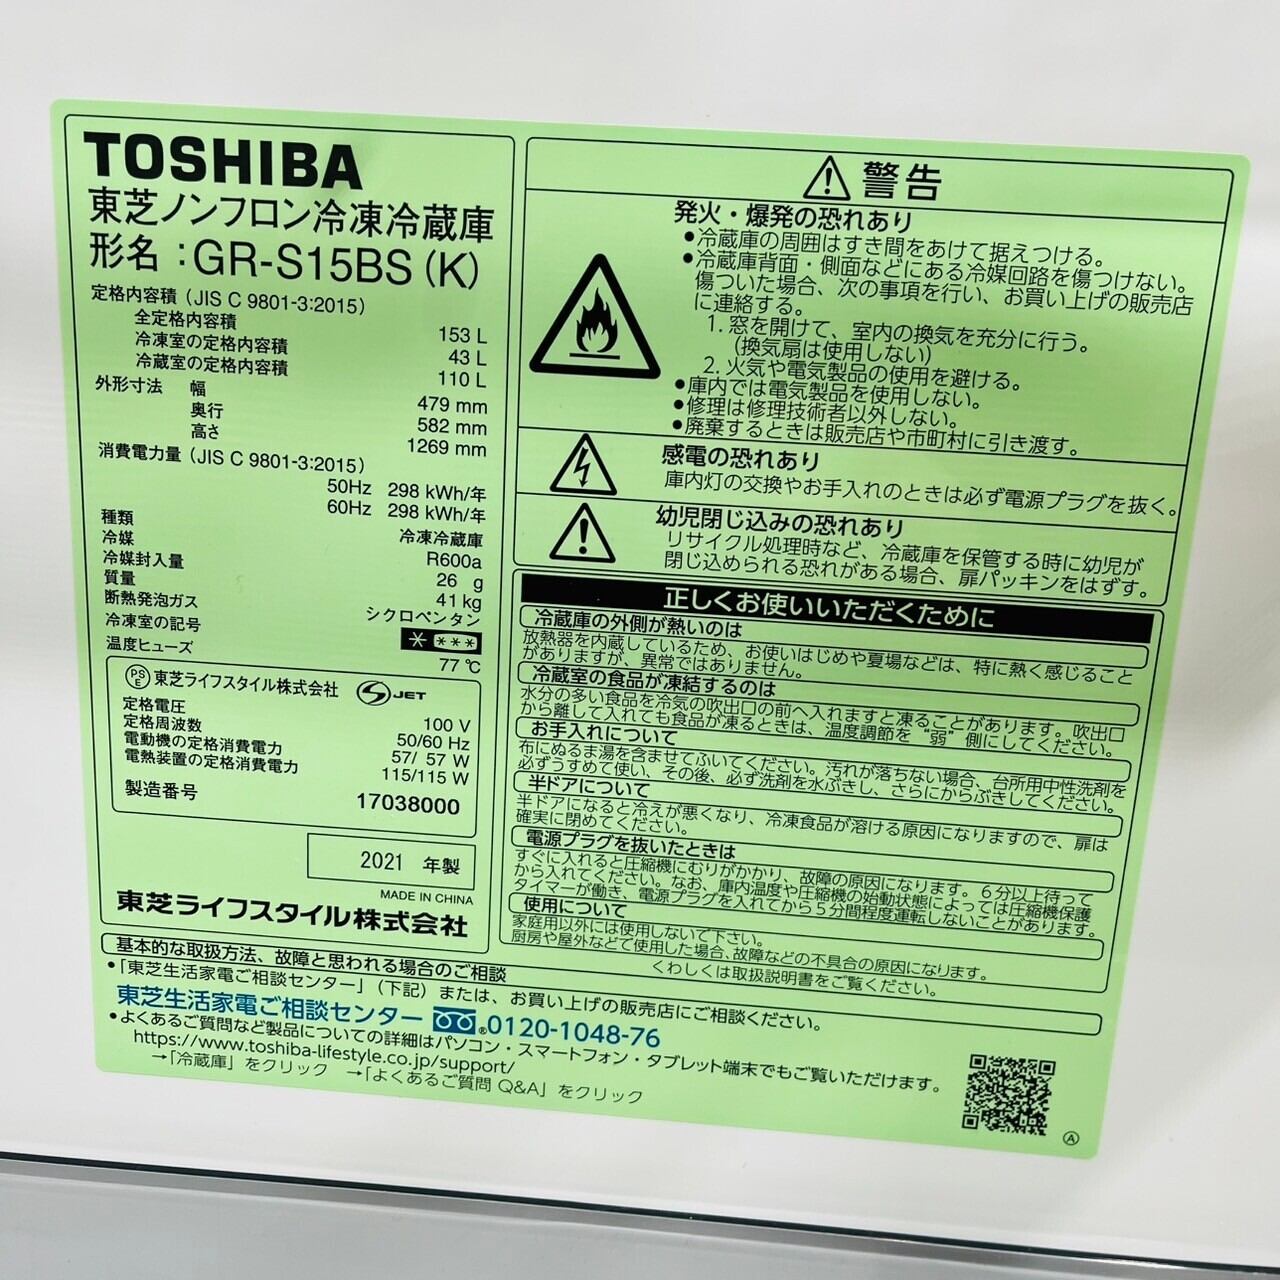 TOSHIBA
東芝ノンフロン冷凍冷蔵庫
形名:GR-S15BS (K)
定格内容積 (JIS C 9801-3:2015)
全定格内容積 153 L
冷凍室の定格内容積 43 L
冷蔵室の定格内容積 110 L
外形寸法 幅 479 mm
奥行 582 mm
高さ 1269 mm
消費電力量 (JIS C 9801-3:2015)
50Hz 298 kWh/年
60Hz 298 kWh/年
種類 冷凍冷蔵庫
冷媒 R600a
冷媒封入量 26 g
質量 41 kg
断熱発泡ガス シクロペンタン
冷凍室の記号 * ***
温度ヒューズ 77 ℃
PSE 東芝ライフスタイル株式会社 JET
定格電圧 100 V
定格周波数 50/60 Hz
電動機の定格消費電力 57/ 57 W
電熱装置の定格消費電力 115/115 W
製造番号 17038000
2021 年製
MADE IN CHINA
東芝ライフスタイル株式会社
警告
発火・爆発の恐れあり
●冷蔵庫の周囲はすき間をあけて据えつける。
●冷蔵庫背面・側面などにある冷媒回路を傷つけない。
傷ついた場合、次の事項を行い、お買い上げの販売店
に連絡する。
1. 窓を開けて、室内の換気を充分に行う。
(換気扇は使用しない)
2. 火気や電気製品の使用を避ける。
●庫内では電気製品を使用しない。
●修理は修理技術者以外しない。
●廃棄するときは販売店や市町村に引き渡す。
感電の恐れあり
庫内灯の交換やお手入れのときは必ず電源プラグを抜く。
幼児閉じ込みの恐れあり
リサイクル処理時など、冷蔵庫を保管する時に幼児が
閉じ込められる恐れがある場合、扉パッキンをはずす。
正しくお使いいただくために
冷蔵庫の外側が熱いのは
放熱器を内蔵しているため、お使いはじめや夏場などは、特に熱く感じること
がありますが、異常ではありません。
冷蔵室の食品が凍結するのは
水分の多い食品を冷気の吹出口の前へ入れますと凍ることがあります。吹出口
から離して入れても食品が凍るときは、温度調節を“弱”側にしてください。
お手入れについて
布にぬるま湯を含ませてふいてください。汚れが落ちない場合、台所用中性洗剤を
必ずうすめて使い、その後、必ず洗剤を水ぶきし、さらにからぶきしてください。
半ドアについて
半ドアになると冷えが悪くなり、冷凍食品が溶ける原因になりますので、扉は
確実に閉めてください。
電源プラグを抜いたときは
すぐに入れると圧縮機にむりがかかり、故障の原因になります。6分以上待って
から入れてください。なお、庫内温度や圧縮機の始動状態によっては圧縮機保護
タイマーが働き、電源プラグを入れてから5分間程度運転しないことがあります。
使用について
家庭用以外には使用しないで下さい。
厨房や屋外などで使用した場合、故障などの不具合の原因になります。
くわしくは取扱説明書をご覧ください。
基本的な取扱方法、故障と思われる場合のご相談
●「東芝生活家電ご相談センター」(下記) または、お買い上げの販売店にご相談ください。
東芝生活家電ご相談センター ®0120-1048-76
●よくあるご質問など製品についての詳細はパソコン・スマートフォン・タブレット端末でもご覧いただけます。
https://www.toshiba-lifestyle.co.jp/support/
→「冷蔵庫」をクリック →「よくあるご質問 Q&A」をクリック
Ⓐ